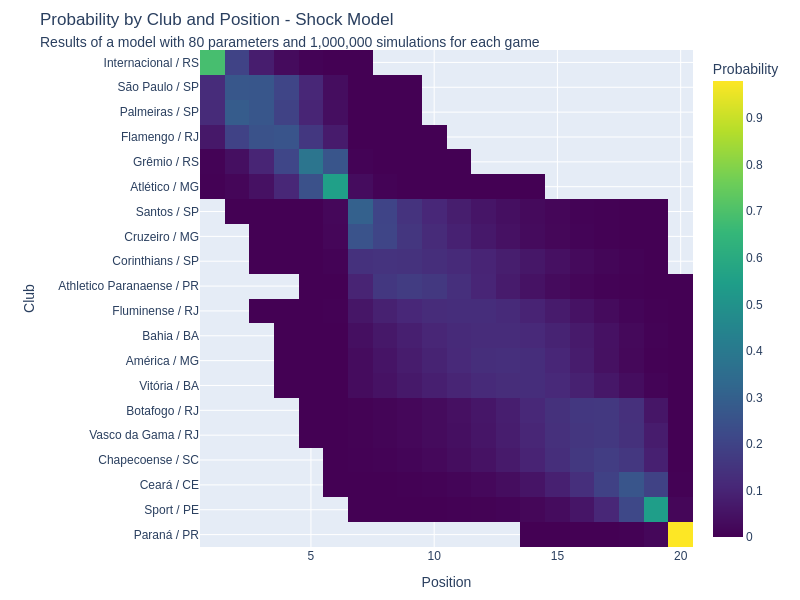 Probability by Club and Position - Shock Model
Results of a model with 80 parameters and 1,000,000 simulations for each game
Probability
Club
Internacional / RS
São Paulo / SP
Palmeiras / SP
Flamengo / RJ
Grêmio / RS
Atlético / MG
Santos / SP
Cruzeiro / MG
Corinthians / SP
Athletico Paranaense / PR
Fluminense / RJ
Bahia / BA
América / MG
Vitória / BA
Botafogo / RJ
Vasco da Gama / RJ
Chapecoense / SC
Ceará / CE
Sport / PE
Paraná / PR
0.9
0.8
0.7
0.6
0.5
0.4
0.3
0.2
0.1
0
5 10 15 20
Position